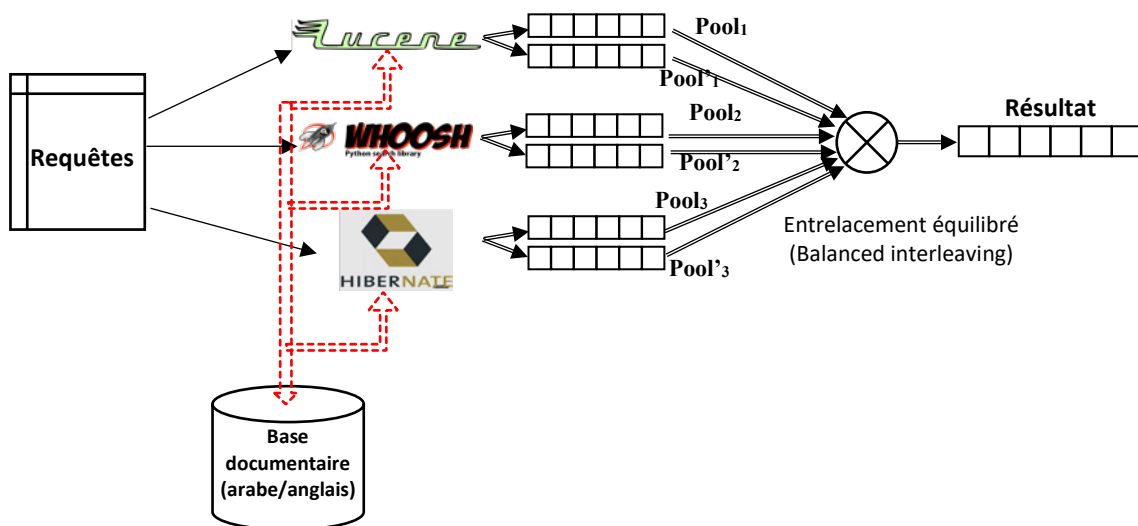 Lucene
Pool1
Pool'1
Requêtes
WHOOSH
Python search library
Pool2
Pool'2
Résultat
Pool3
Pool'3
Entrelacement équilibré
(Balanced interleaving)
HIBERNATE
Base
documentaire
(arabe/anglais)